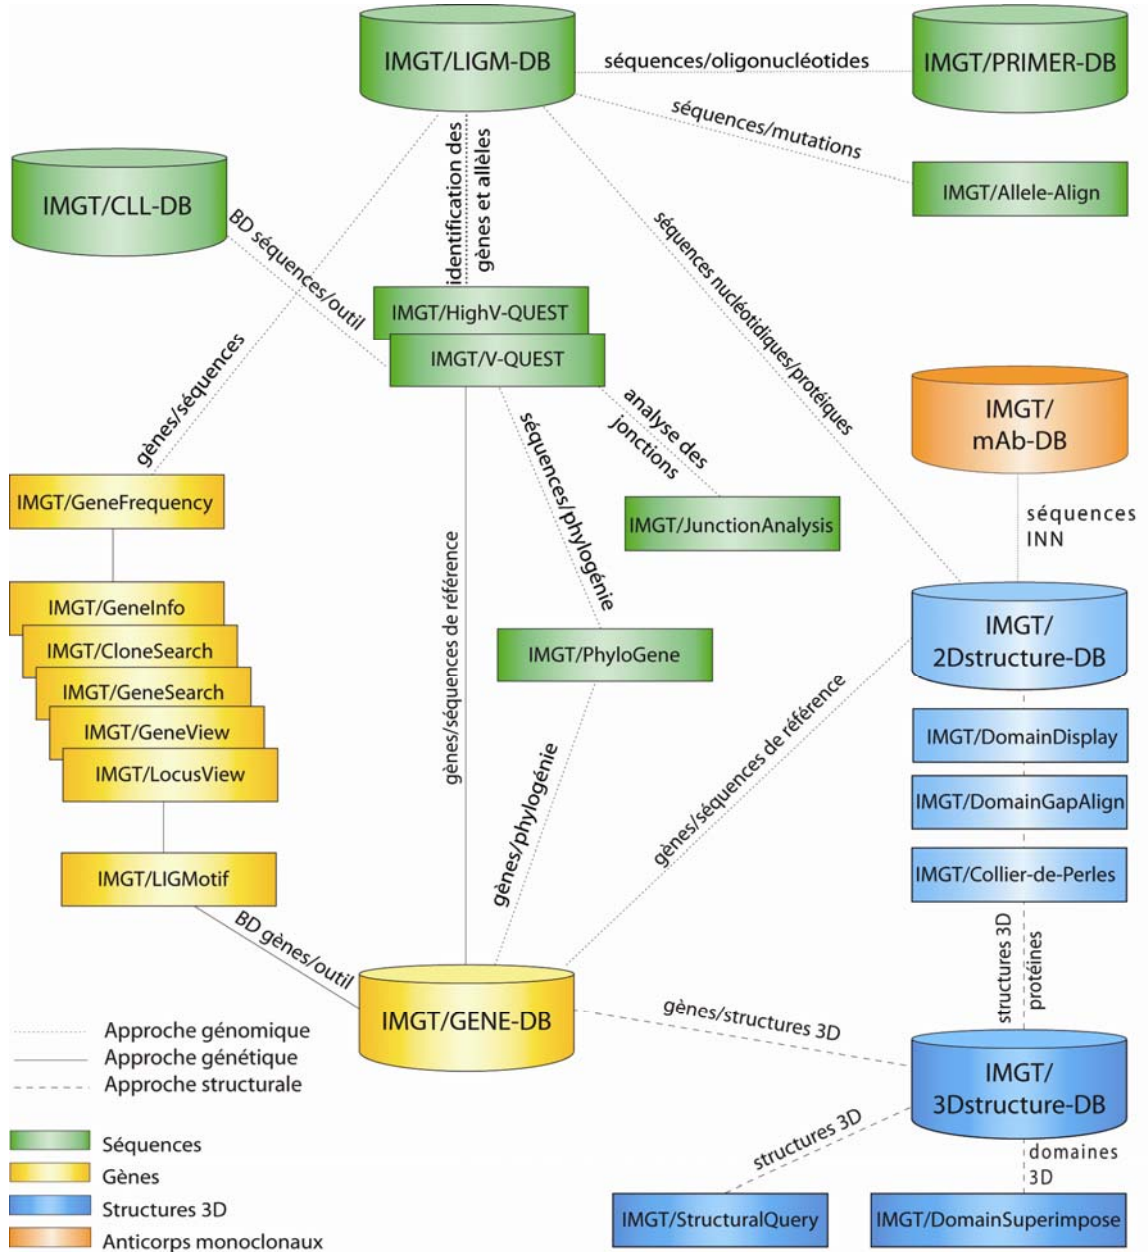 IMGT/LIGM-DB
séquences/oligonucléotides
IMGT/PRIMER-DB
séquences/mutations
IMGT/Allele-Align
IMGT/CLL-DB
BD séquences/outil
identification des
gènes et allèles
séquences nucléotidiques/protéiques
gènes/séquences
IMGT/HighV-QUEST
IMGT/V-QUEST
analyse des
jonctions
séquences/phylogénie
IMGT/
mAb-DB
séquences
INN
IMGT/GeneFrequency
IMGT/JunctionAnalysis
gènes/séquences de référence
IMGT/GeneInfo
IMGT/CloneSearch
IMGT/GeneSearch
IMGT/GeneView
IMGT/LocusView
IMGT/PhyloGene
IMGT/
2Dstructure-DB
gènes/séquences de référence
gènes/phylogénie
IMGT/DomainDisplay
IMGT/DomainGapAlign
IMGT/Collier-de-Perles
IMGT/LIGMotif
BD gènes/outil
structures 3D
protéines
IMGT/GENE-DB
gènes/structures 3D
IMGT/
3Dstructure-DB
structures 3D
domaines
3D
IMGT/StructuralQuery
IMGT/DomainSuperimpose
Approche génomique
Approche génétique
Approche structurale
Séquences
Gènes
Structures 3D
Anticorps monoclonaux